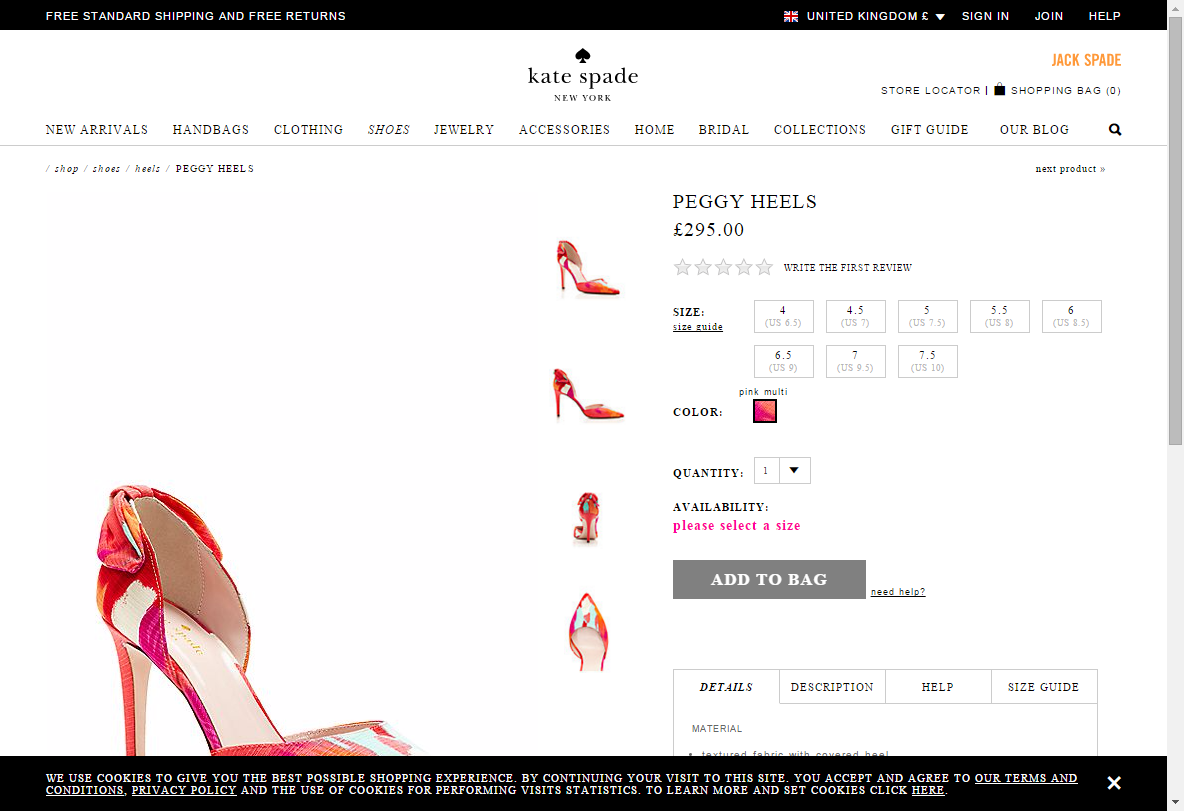 FREE STANDARD SHIPPING AND FREE RETURNS
UNITED KINGDOM £ SIGN IN JOIN HELP
kate spade
NEW YORK
JACK SPADE
STORE LOCATOR | SHOPPING BAG (0)
NEW ARRIVALS HANDBAGS CLOTHING SHOES JEWELRY ACCESSORIES HOME BRIDAL COLLECTIONS GIFT GUIDE OUR BLOG
/ shop / shoes / heels / PEGGY HEELS
next product »
PEGGY HEELS
£295.00
WRITE THE FIRST REVIEW
SIZE:
size guide
4 4.5 5 5.5 6
(US 6.5) (US 7) (US 7.5) (US 8) (US 8.5)
6.5 7 7.5
(US 9) (US 9.5) (US 10)
pink multi
COLOR:
QUANTITY: 1
AVAILABILITY:
please select a size
ADD TO BAG need help?
spade
DETAILS DESCRIPTION HELP SIZE GUIDE
MATERIAL
• textured fabric with covered heel
WE USE COOKIES TO GIVE YOU THE BEST POSSIBLE SHOPPING EXPERIENCE. BY CONTINUING YOUR VISIT TO THIS SITE. YOU ACCEPT AND AGREE TO OUR TERMS AND
CONDITIONS, PRIVACY POLICY AND THE USE OF COOKIES FOR PERFORMING VISITS STATISTICS. TO LEARN MORE AND SET COOKIES CLICK HERE.